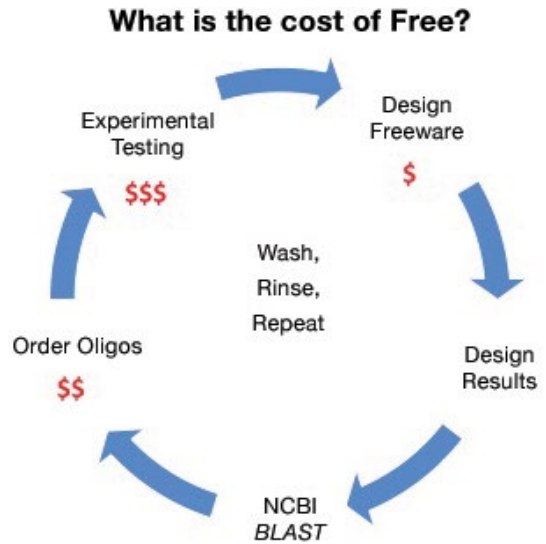 What is the cost of Free?
Design
Freeware
$
Design
Results
NCBI
BLAST
Order Oligos
$$
Experimental
Testing
$$$
Wash,
Rinse,
Repeat